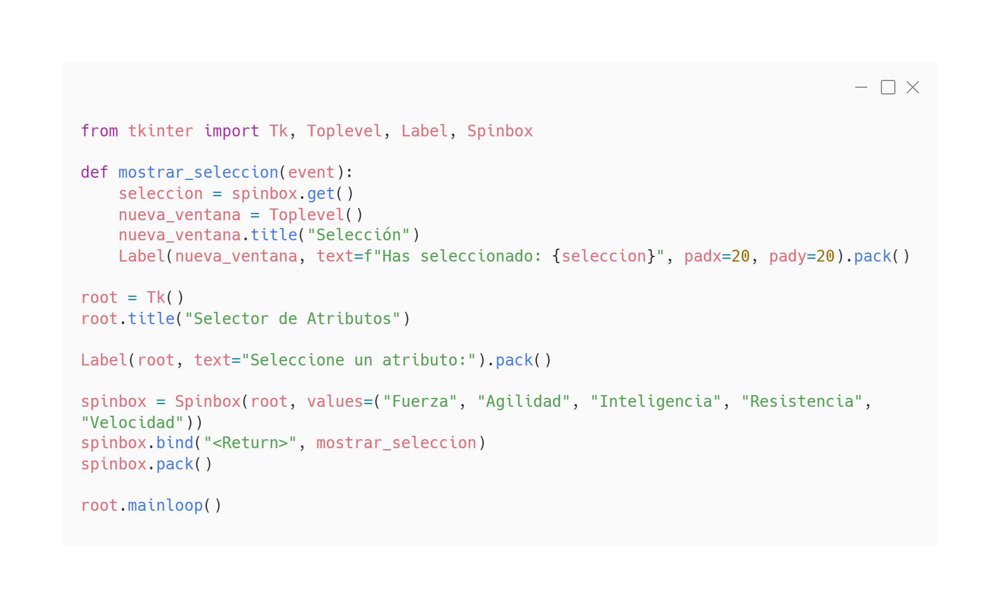 from tkinter import Tk, Toplevel, Label, Spinbox

def mostrar_seleccion(event):
    seleccion = spinbox.get()
    nueva_ventana = Toplevel()
    nueva_ventana.title("Selección")
    Label(nueva_ventana, text=f"Has seleccionado: {seleccion}", padx=20, pady=20).pack()

root = Tk()
root.title("Selector de Atributos")

Label(root, text="Seleccione un atributo:").pack()

spinbox = Spinbox(root, values=("Fuerza", "Agilidad", "Inteligencia", "Resistencia",
"Velocidad"))
spinbox.bind("<Return>", mostrar_seleccion)
spinbox.pack()

root.mainloop()